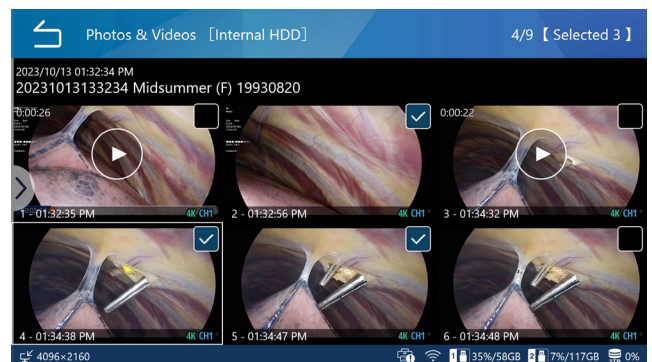 Photos & Videos [Internal HDD]
4/9 【 Selected 3 】
2023/10/13 01:32:34 PM
20231013133234 Midsummer (F) 19930820
0:00:26
0:00:22
1 - 01:32:35 PM 4K CH1
2 - 01:32:56 PM 4K CH1
3 - 01:34:32 PM 4K CH1
4 - 01:34:38 PM 4K CH1
5 - 01:34:47 PM 4K CH1
6 - 01:34:48 PM 4K CH1
4096×2160
1 35%/58GB 2 7%/117GB 0%